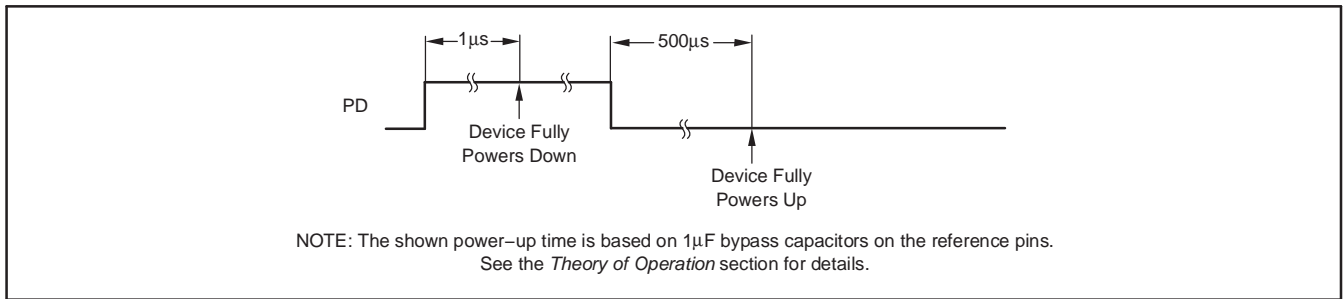 1μs
500μs
PD
Device Fully
Powers Down
Device Fully
Powers Up
NOTE: The shown power−up time is based on 1μF bypass capacitors on the reference pins.
See the Theory of Operation section for details.